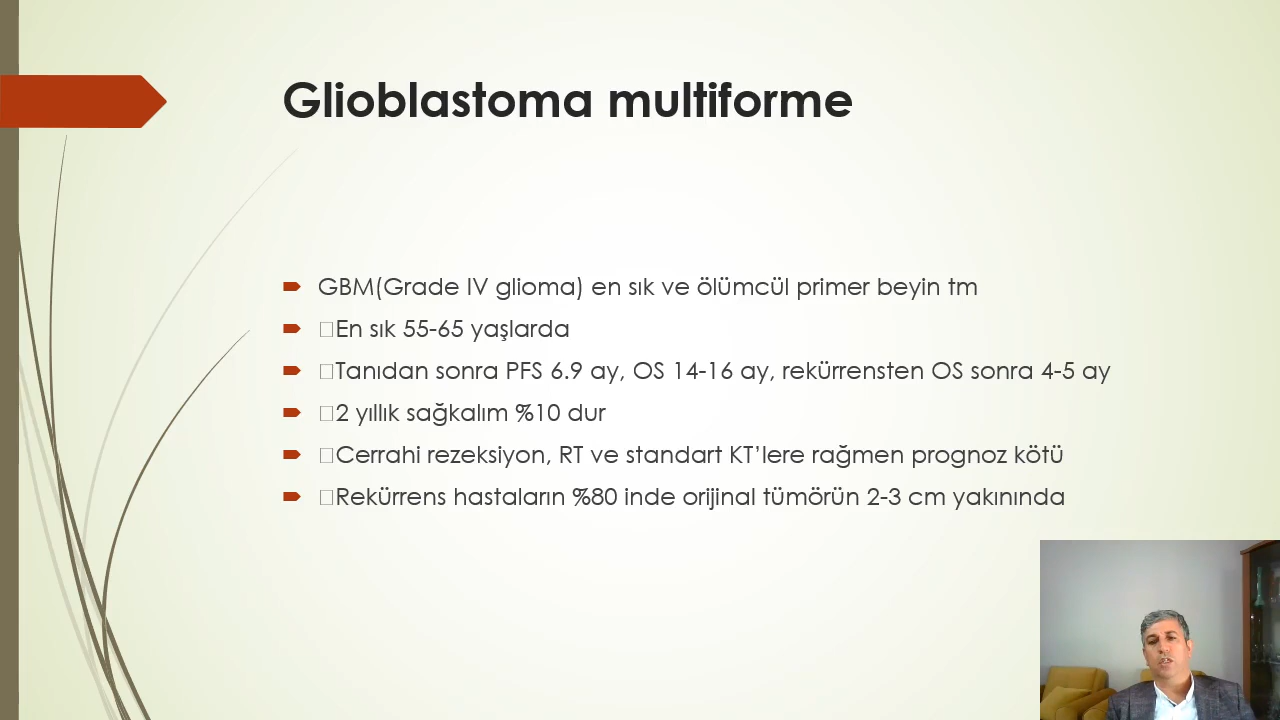 Glioblastoma multiforme
GBM(Grade IV glioma) en sık ve ölümcül primer beyin tm
□En sık 55-65 yaşlarda
□Tanıdan sonra PFS 6.9 ay, OS 14-16 ay, rekürrensten OS sonra 4-5 ay
□2 yıllık sağkalım %10 dur
□Cerrahi rezeksiyon, RT ve standart KT’lere rağmen prognoz kötü
□Rekürrens hastaların %80 inde orijinal tümörün 2-3 cm yakınında